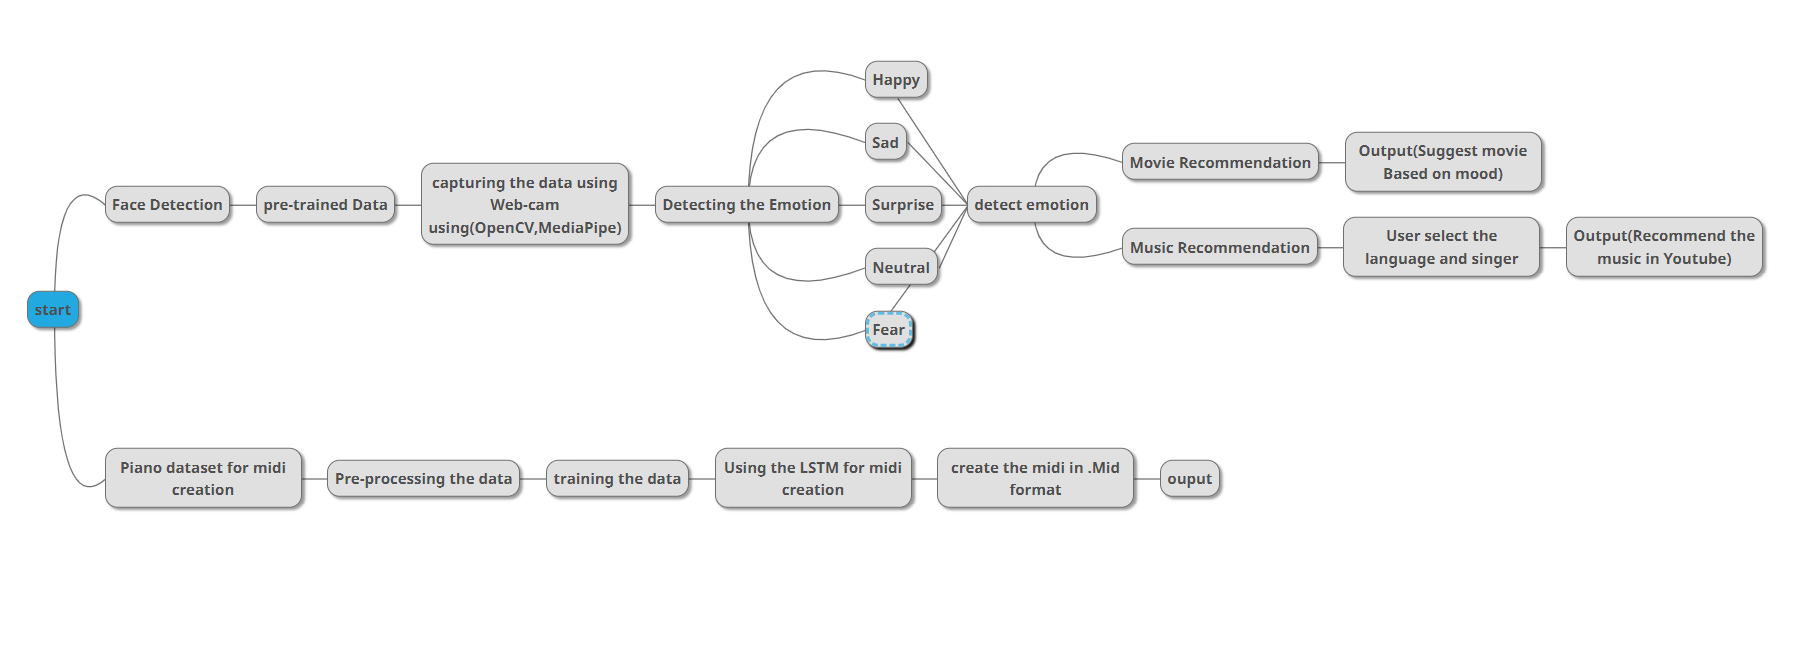 start
Face Detection
pre-trained Data
capturing the data using
Web-cam
using(OpenCV,MediaPipe)
Detecting the Emotion
Happy
Sad
Surprise
Neutral
Fear
detect emotion
Movie Recommendation
Output(Suggest movie
Based on mood)
Music Recommendation
User select the
language and singer
Output(Recommend the
music in Youtube)
Piano dataset for midi
creation
Pre-processing the data
training the data
Using the LSTM for midi
creation
create the midi in .Mid
format
ouput